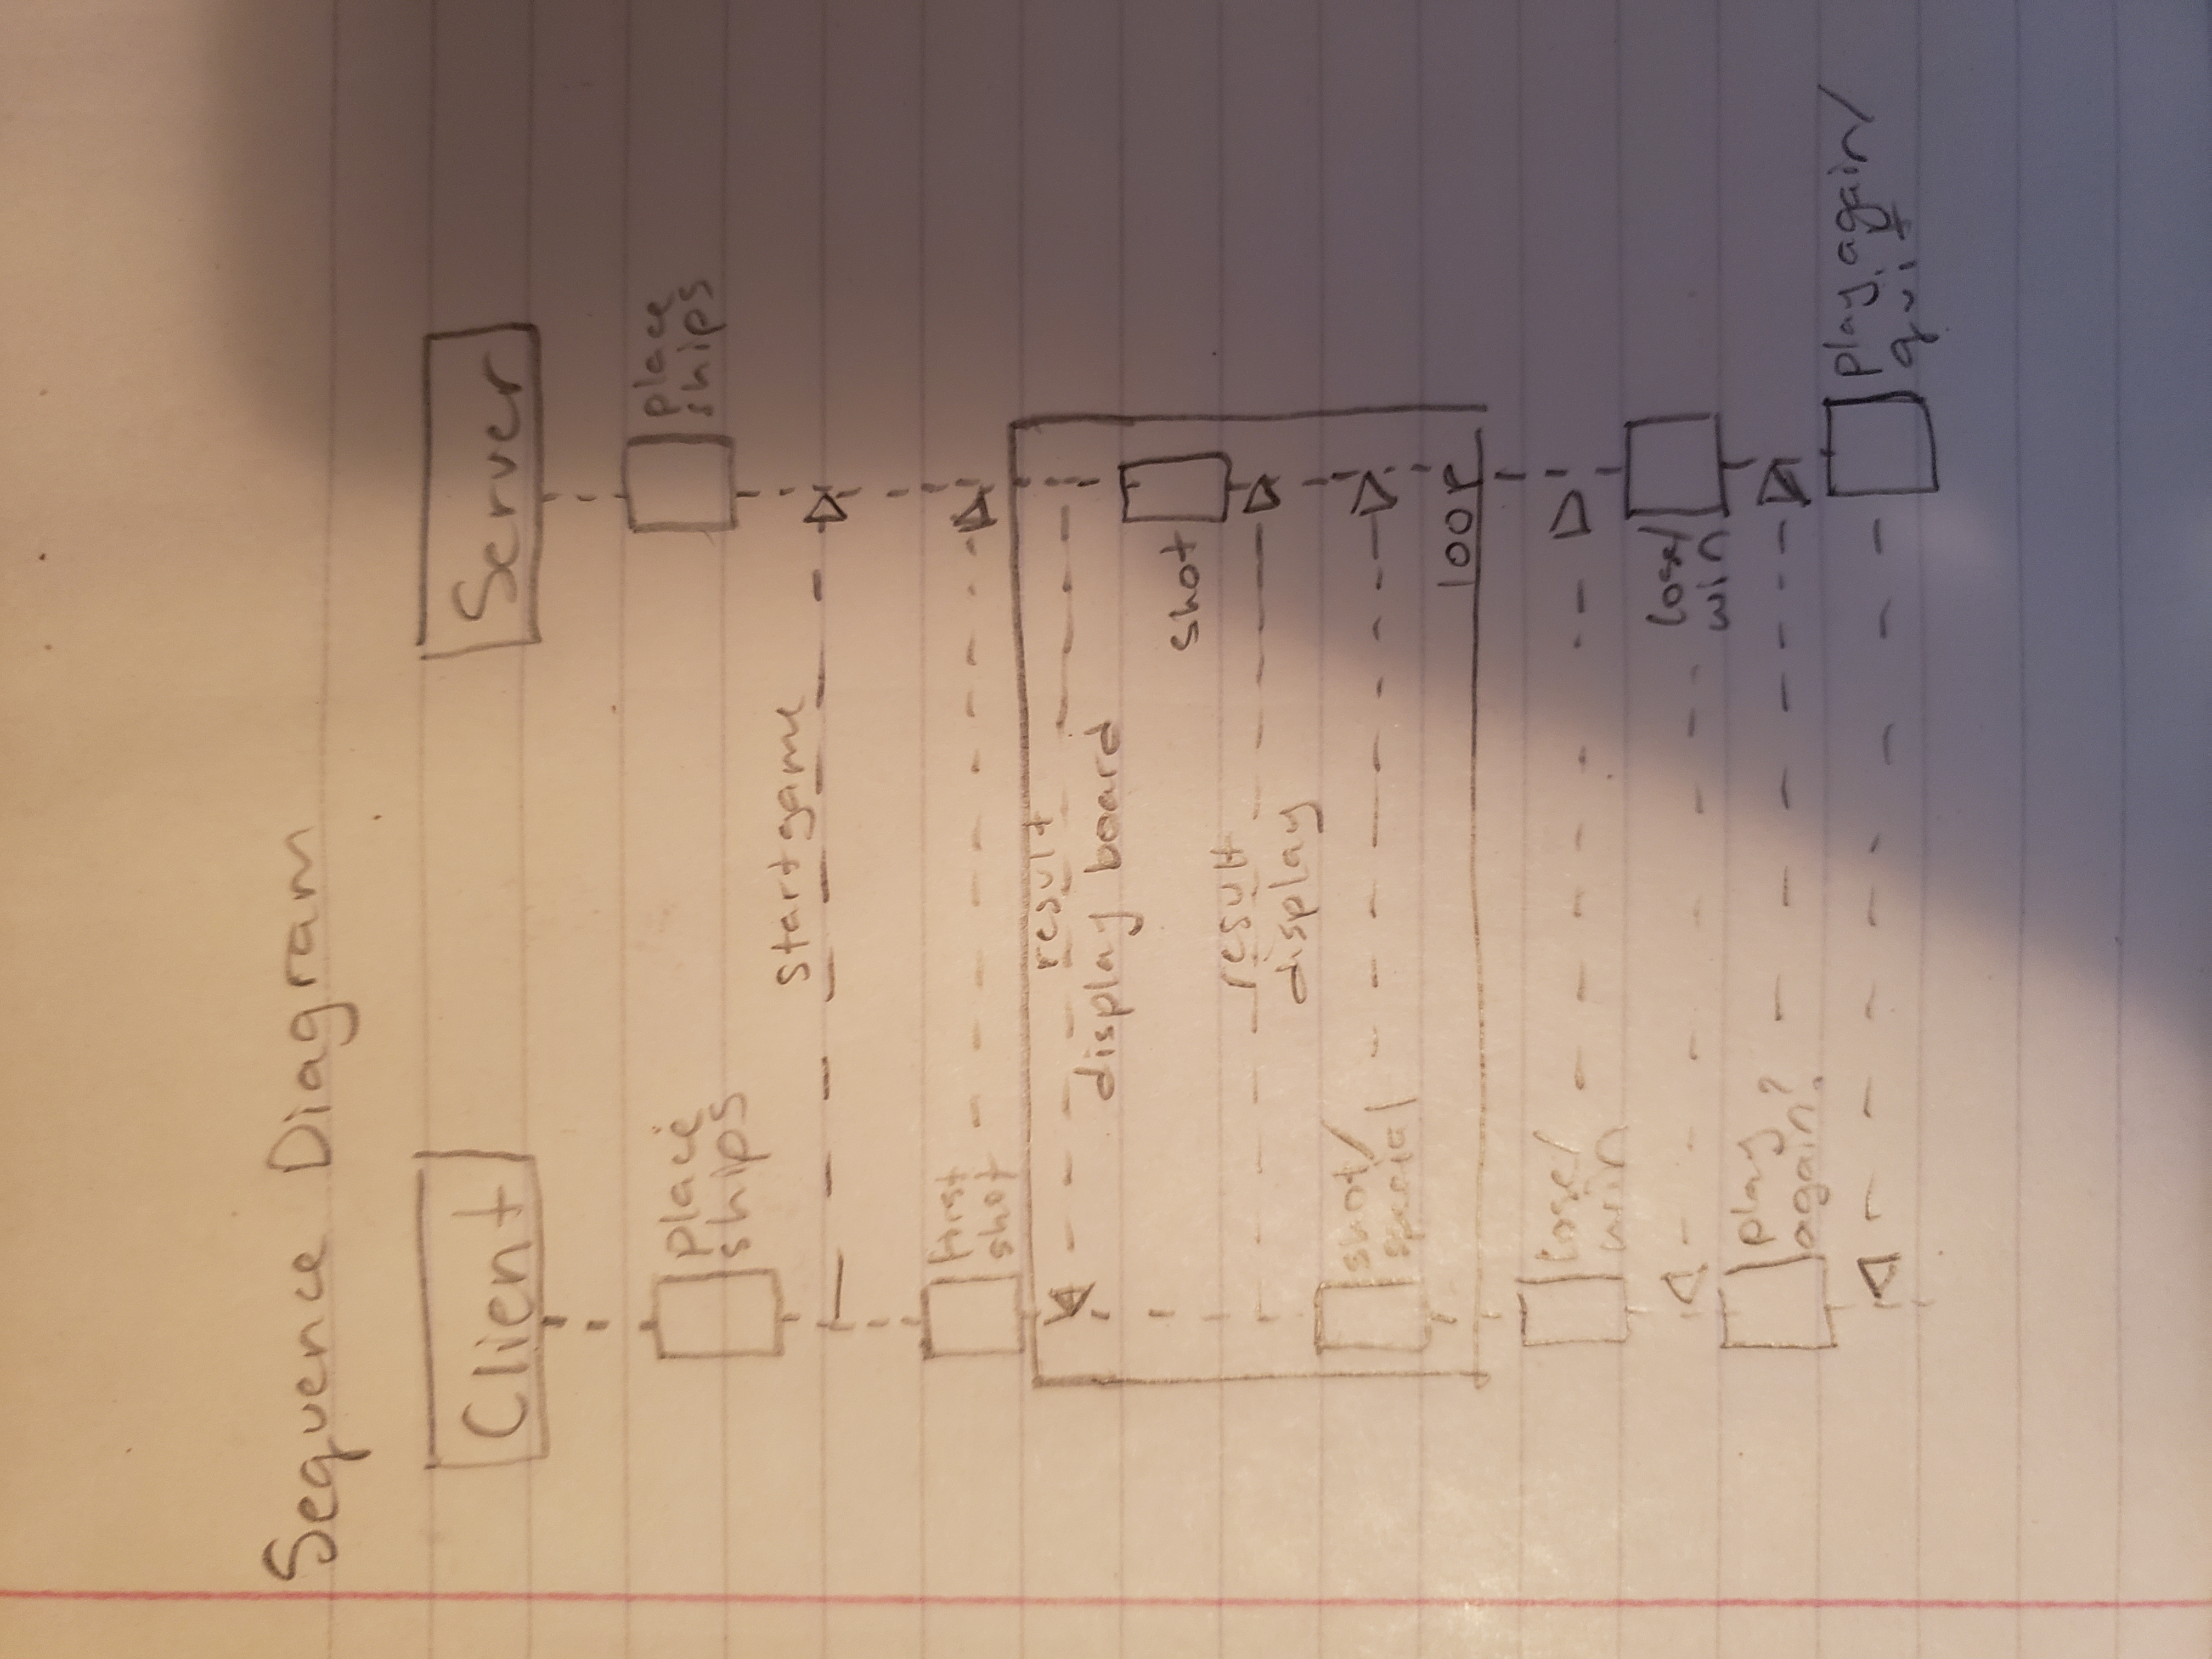 Sequence Diagram
Client
Server
place
ships
place
ships
startgame
first
shot
result
display board
shot
result
display
shot/
special
loop
lose/
win
lose/
win
play
again?
play again/
quit